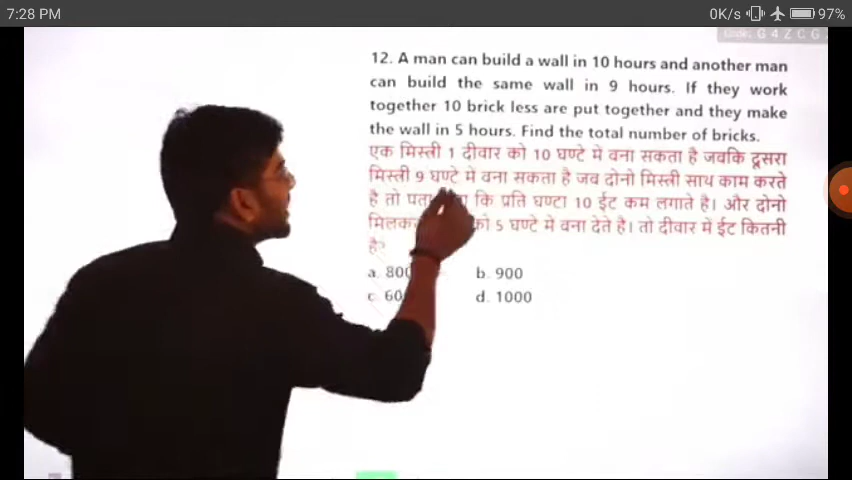 7:28 PM 0K/s 97%
Code: G 4 Z C G
12. A man can build a wall in 10 hours and another man
can build the same wall in 9 hours. If they work
together 10 brick less are put together and they make
the wall in 5 hours. Find the total number of bricks.
एक मिस्त्री 1 दीवार को 10 घण्टे में बना सकता है जबकि दूसरा
मिस्त्री 9 घण्टे में बना सकता है जब दोनो मिस्त्री साथ काम करते
है तो कि प्रति घण्टा 10 ईट कम लगाते है। और दोनो
को 5 घण्टे में बना देते है। तो दीवार में ईट कितनी
है?
a. 800 b. 900
c. d. 1000